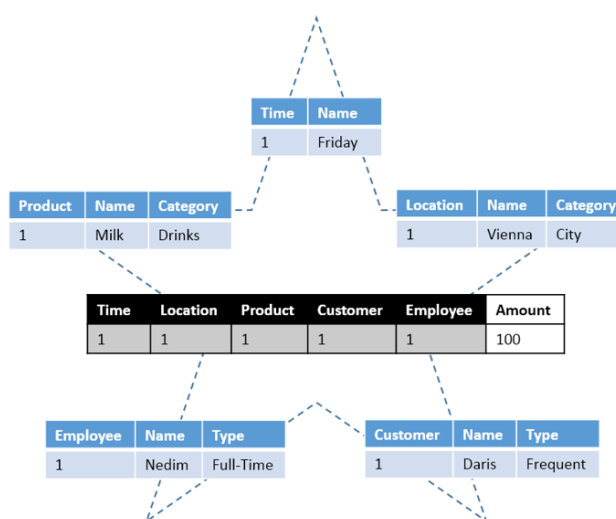 Time Name
1 Friday
Product Name Category
1 Milk Drinks
Location Name Category
1 Vienna City
Time Location Product Customer Employee Amount
1 1 1 1 1 100
Employee Name Type
1 Nedim Full-Time
Customer Name Type
1 Daris Frequent